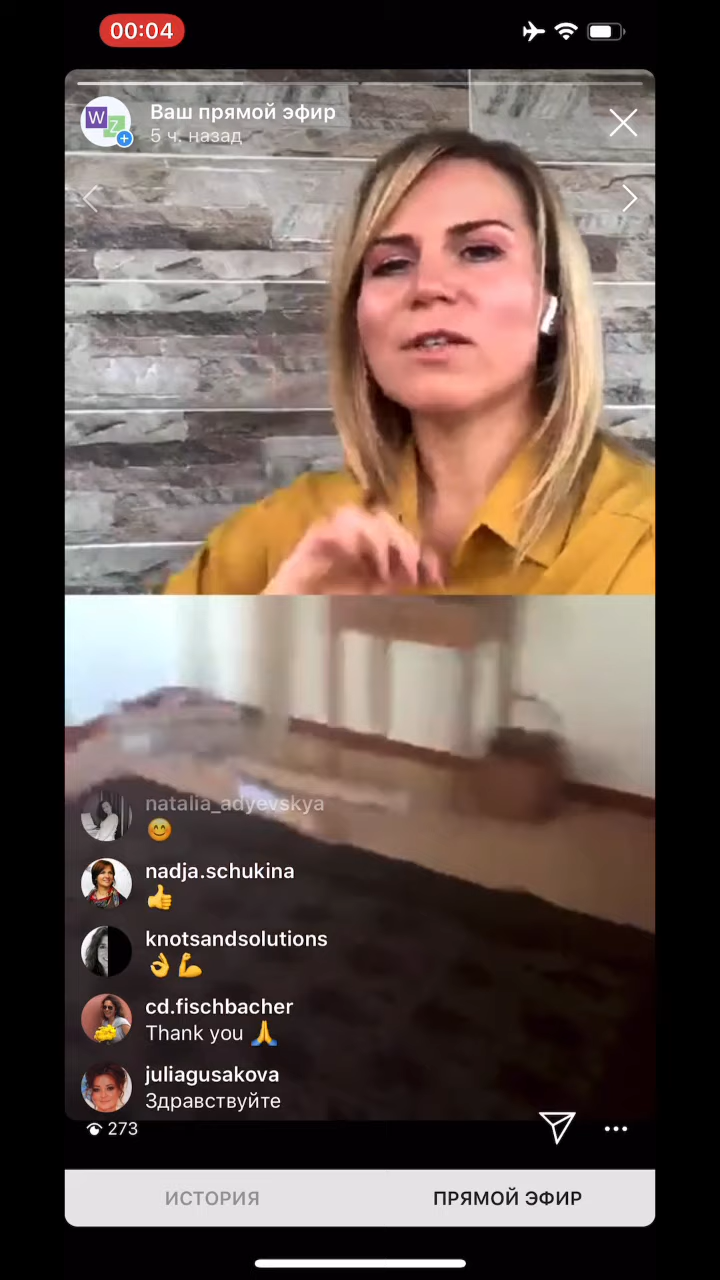 00:04
W
Z
Ваш прямой эфир
5 ч. назад
natalia_adyevskya
😊
nadja.schukina
👍
knotsandsolutions
👌💪
cd.fischbacher
Thank you 🙏
juliagusakova
Здравствуйте
273
ИСТОРИЯ
ПРЯМОЙ ЭФИР